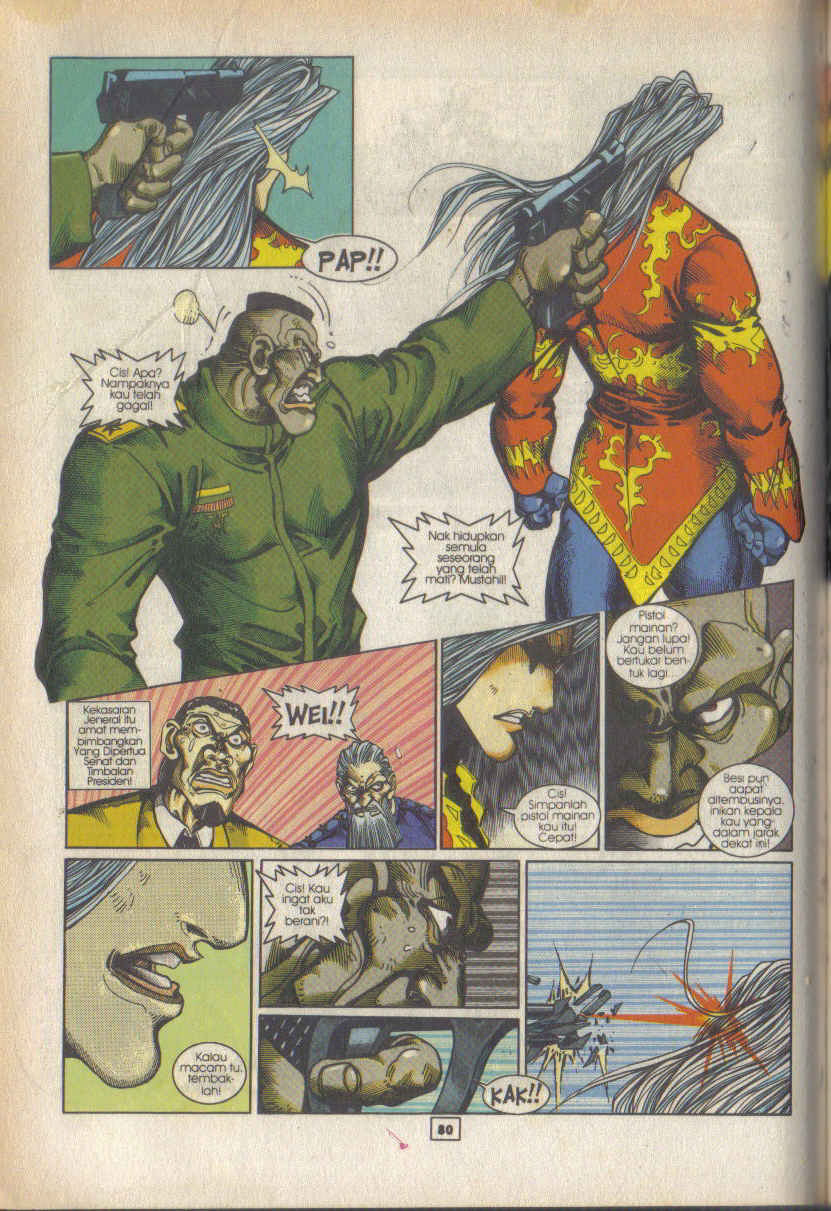 PAP!!
Cis! Apa?
Nampaknya
kau telah
gagal!
Nak hidupkan
semula
seseorang
yang telah
mati? Mustahil!
Kekasaran
Jeneral itu
amat mem-
pimbangkan
Yang Dipertua
Senat dan
Timbalan
Presiden!
WEI!!
Cis!
Simpanlah
pistol mainan
kau itu!
Cepat!
Pistol
mainan?
Jangan lupa!
Kau belum
bertukar ben-
tuk lagi...
Besi pun
aapat
ditembusinya,
inikan kepala
kau yang-
dalam jarak
dekat ini!
Kalau
macam tu,
tembak-
lah!
Cis! Kau
ingat aku
tak
berani?!
KAK!!
80